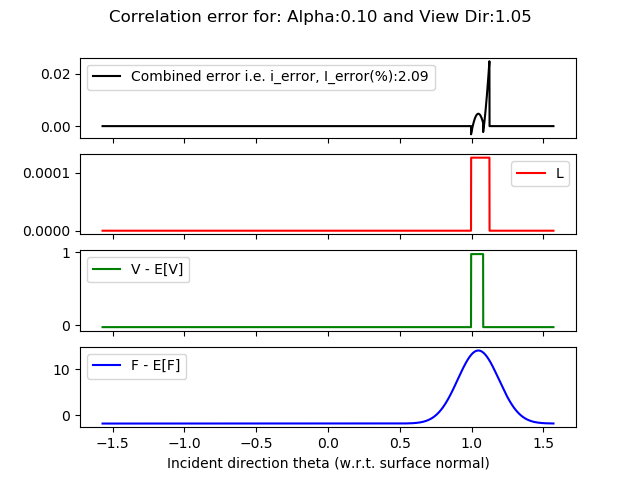 Correlation error for: Alpha:0.10 and View Dir:1.05
0.02
0.00
Combined error i.e. i_error, I_error(%):2.09
0.0001
0.0000
L
1
0
V - E[V]
10
0
F - E[F]
−1.5 −1.0 −0.5 0.0 0.5 1.0 1.5
Incident direction theta (w.r.t. surface normal)